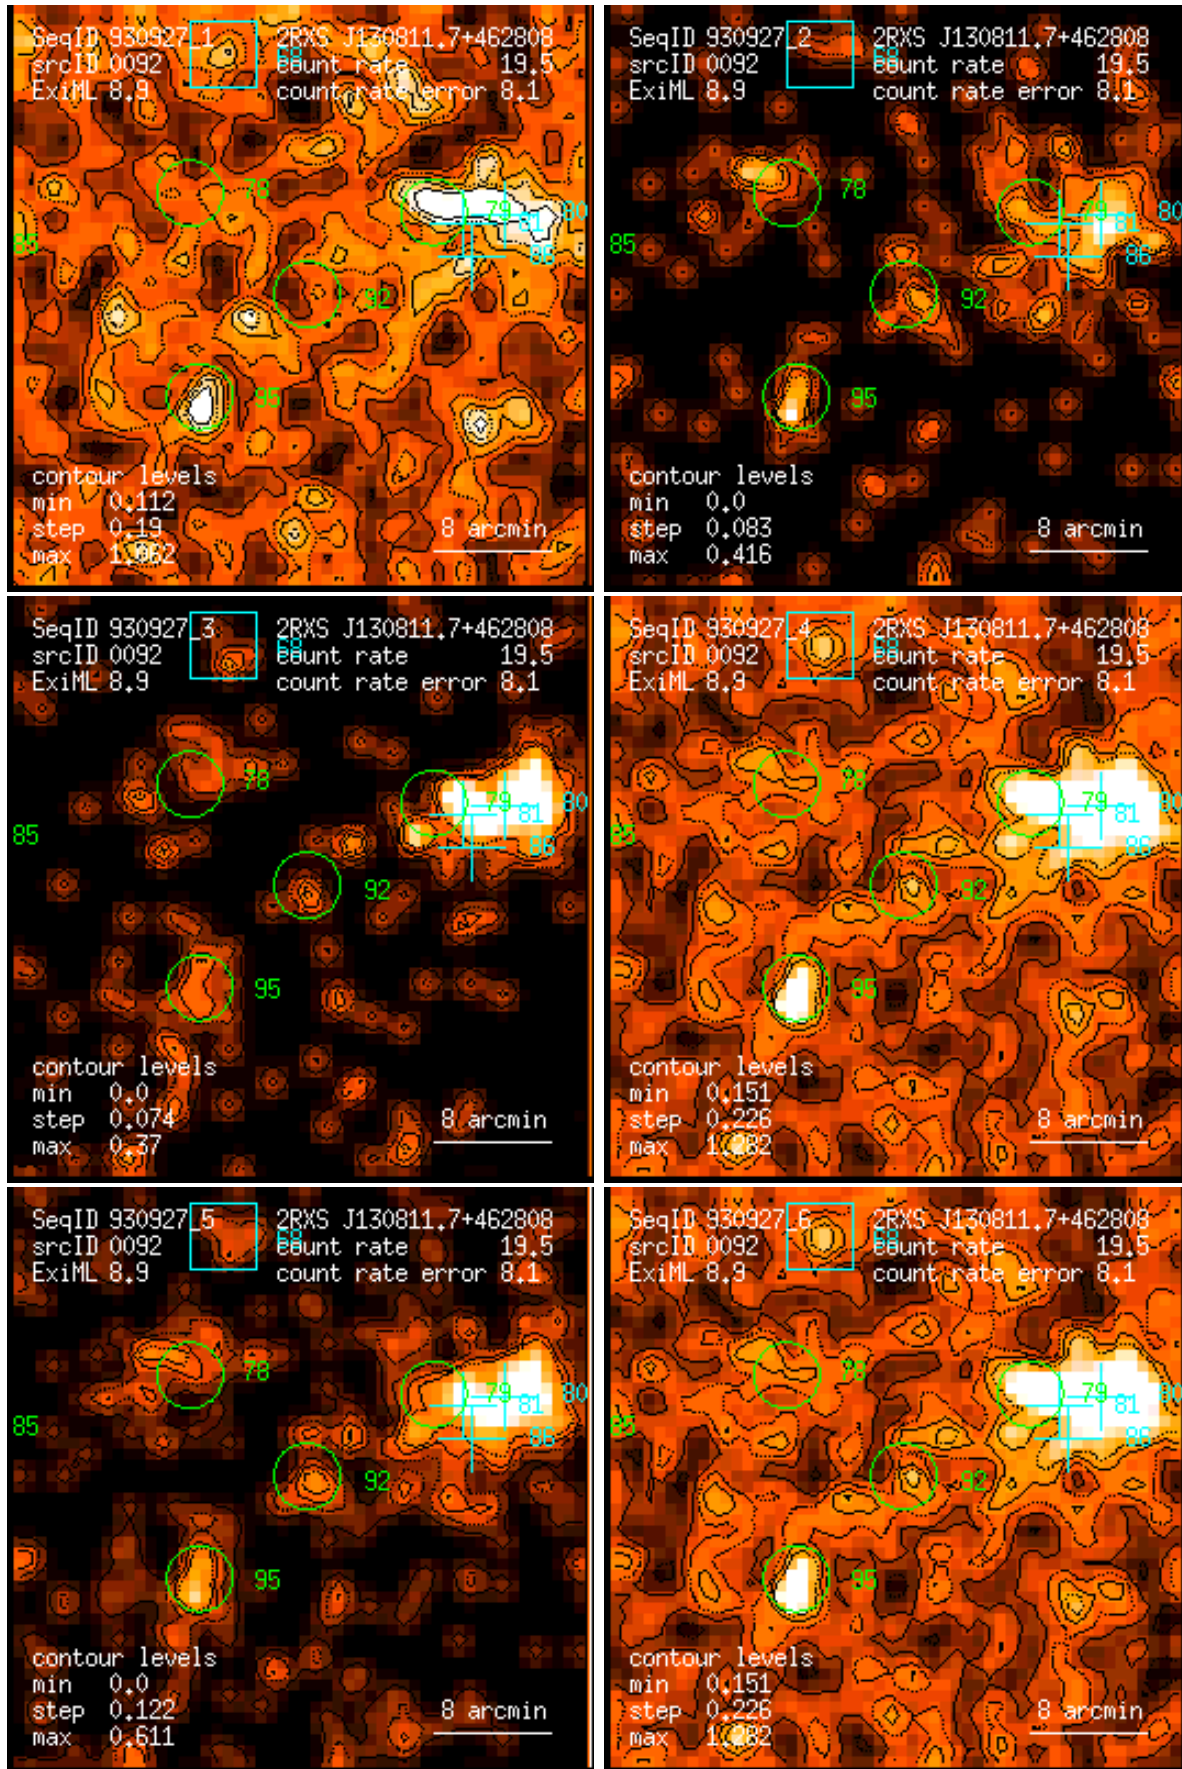 SeqID 930927_1 2RXS J130811.7+462808
srcID 0092 68 count rate 19.5
ExiML 8.9 count rate error 8.1
78
79 81 80
85 86
92
95
contour levels
min 0.112
step 0.19 8 arcmin
max 1.062
SeqID 930927_2 2RXS J130811.7+462808
srcID 0092 68 count rate 19.5
ExiML 8.9 count rate error 8.1
78
79 81 80
85 86
92
95
contour levels
min 0.0
step 0.083 8 arcmin
max 0.416
SeqID 930927_3 2RXS J130811.7+462808
srcID 0092 68 count rate 19.5
ExiML 8.9 count rate error 8.1
78
79 81 80
85 86
92
95
contour levels
min 0.0
step 0.074 8 arcmin
max 0.37
SeqID 930927_4 2RXS J130811.7+462808
srcID 0092 68 count rate 19.5
ExiML 8.9 count rate error 8.1
78
79 81 80
85 86
92
95
contour levels
min 0.151
step 0.226 8 arcmin
max 1.282
SeqID 930927_5 2RXS J130811.7+462808
srcID 0092 68 count rate 19.5
ExiML 8.9 count rate error 8.1
78
79 81 80
85 86
92
95
contour levels
min 0.0
step 0.122 8 arcmin
max 0.611
SeqID 930927_6 2RXS J130811.7+462808
srcID 0092 68 count rate 19.5
ExiML 8.9 count rate error 8.1
78
79 81 80
85 86
92
95
contour levels
min 0.151
step 0.226 8 arcmin
max 1.282